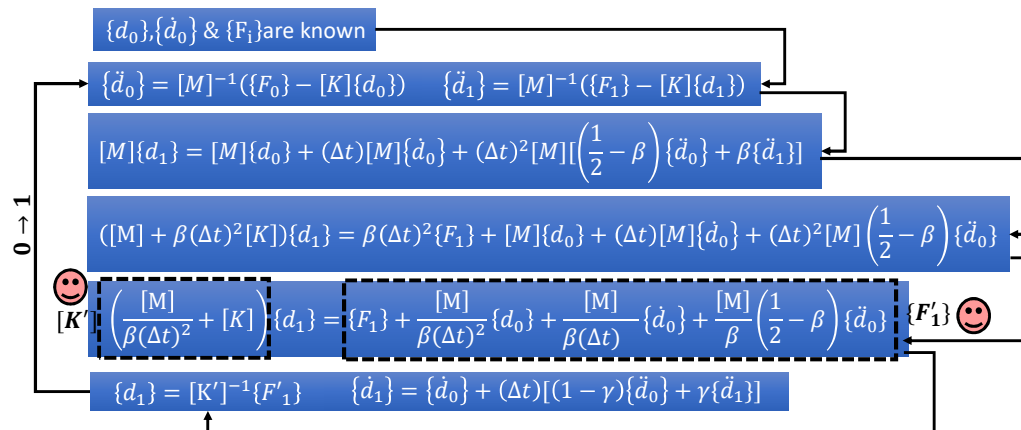 {d₀},{ḋ₀} & {Fᵢ}are known
{d̈₀} = [M]⁻¹({F₀} − [K]{d₀}) {d̈₁} = [M]⁻¹({F₁} − [K]{d₁})
[M]{d₁} = [M]{d₀} + (Δt)[M]{ḋ₀} + (Δt)²[M][(1/2 − β){d̈₀} + β{d̈₁}]
0 → 1
([M] + β(Δt)²[K]){d₁} = β(Δt)²{F₁} + [M]{d₀} + (Δt)[M]{ḋ₀} + (Δt)²[M](1/2 − β){d̈₀}
[K′] ([M]/β(Δt)² + [K]){d₁} = {F₁} + [M]/β(Δt)² {d₀} + [M]/β(Δt) {ḋ₀} + [M]/β (1/2 − β){d̈₀} {F′₁}
{d₁} = [K′]⁻¹{F′₁} {ḋ₁} = {ḋ₀} + (Δt)[(1 − γ){d̈₀} + γ{d̈₁}]